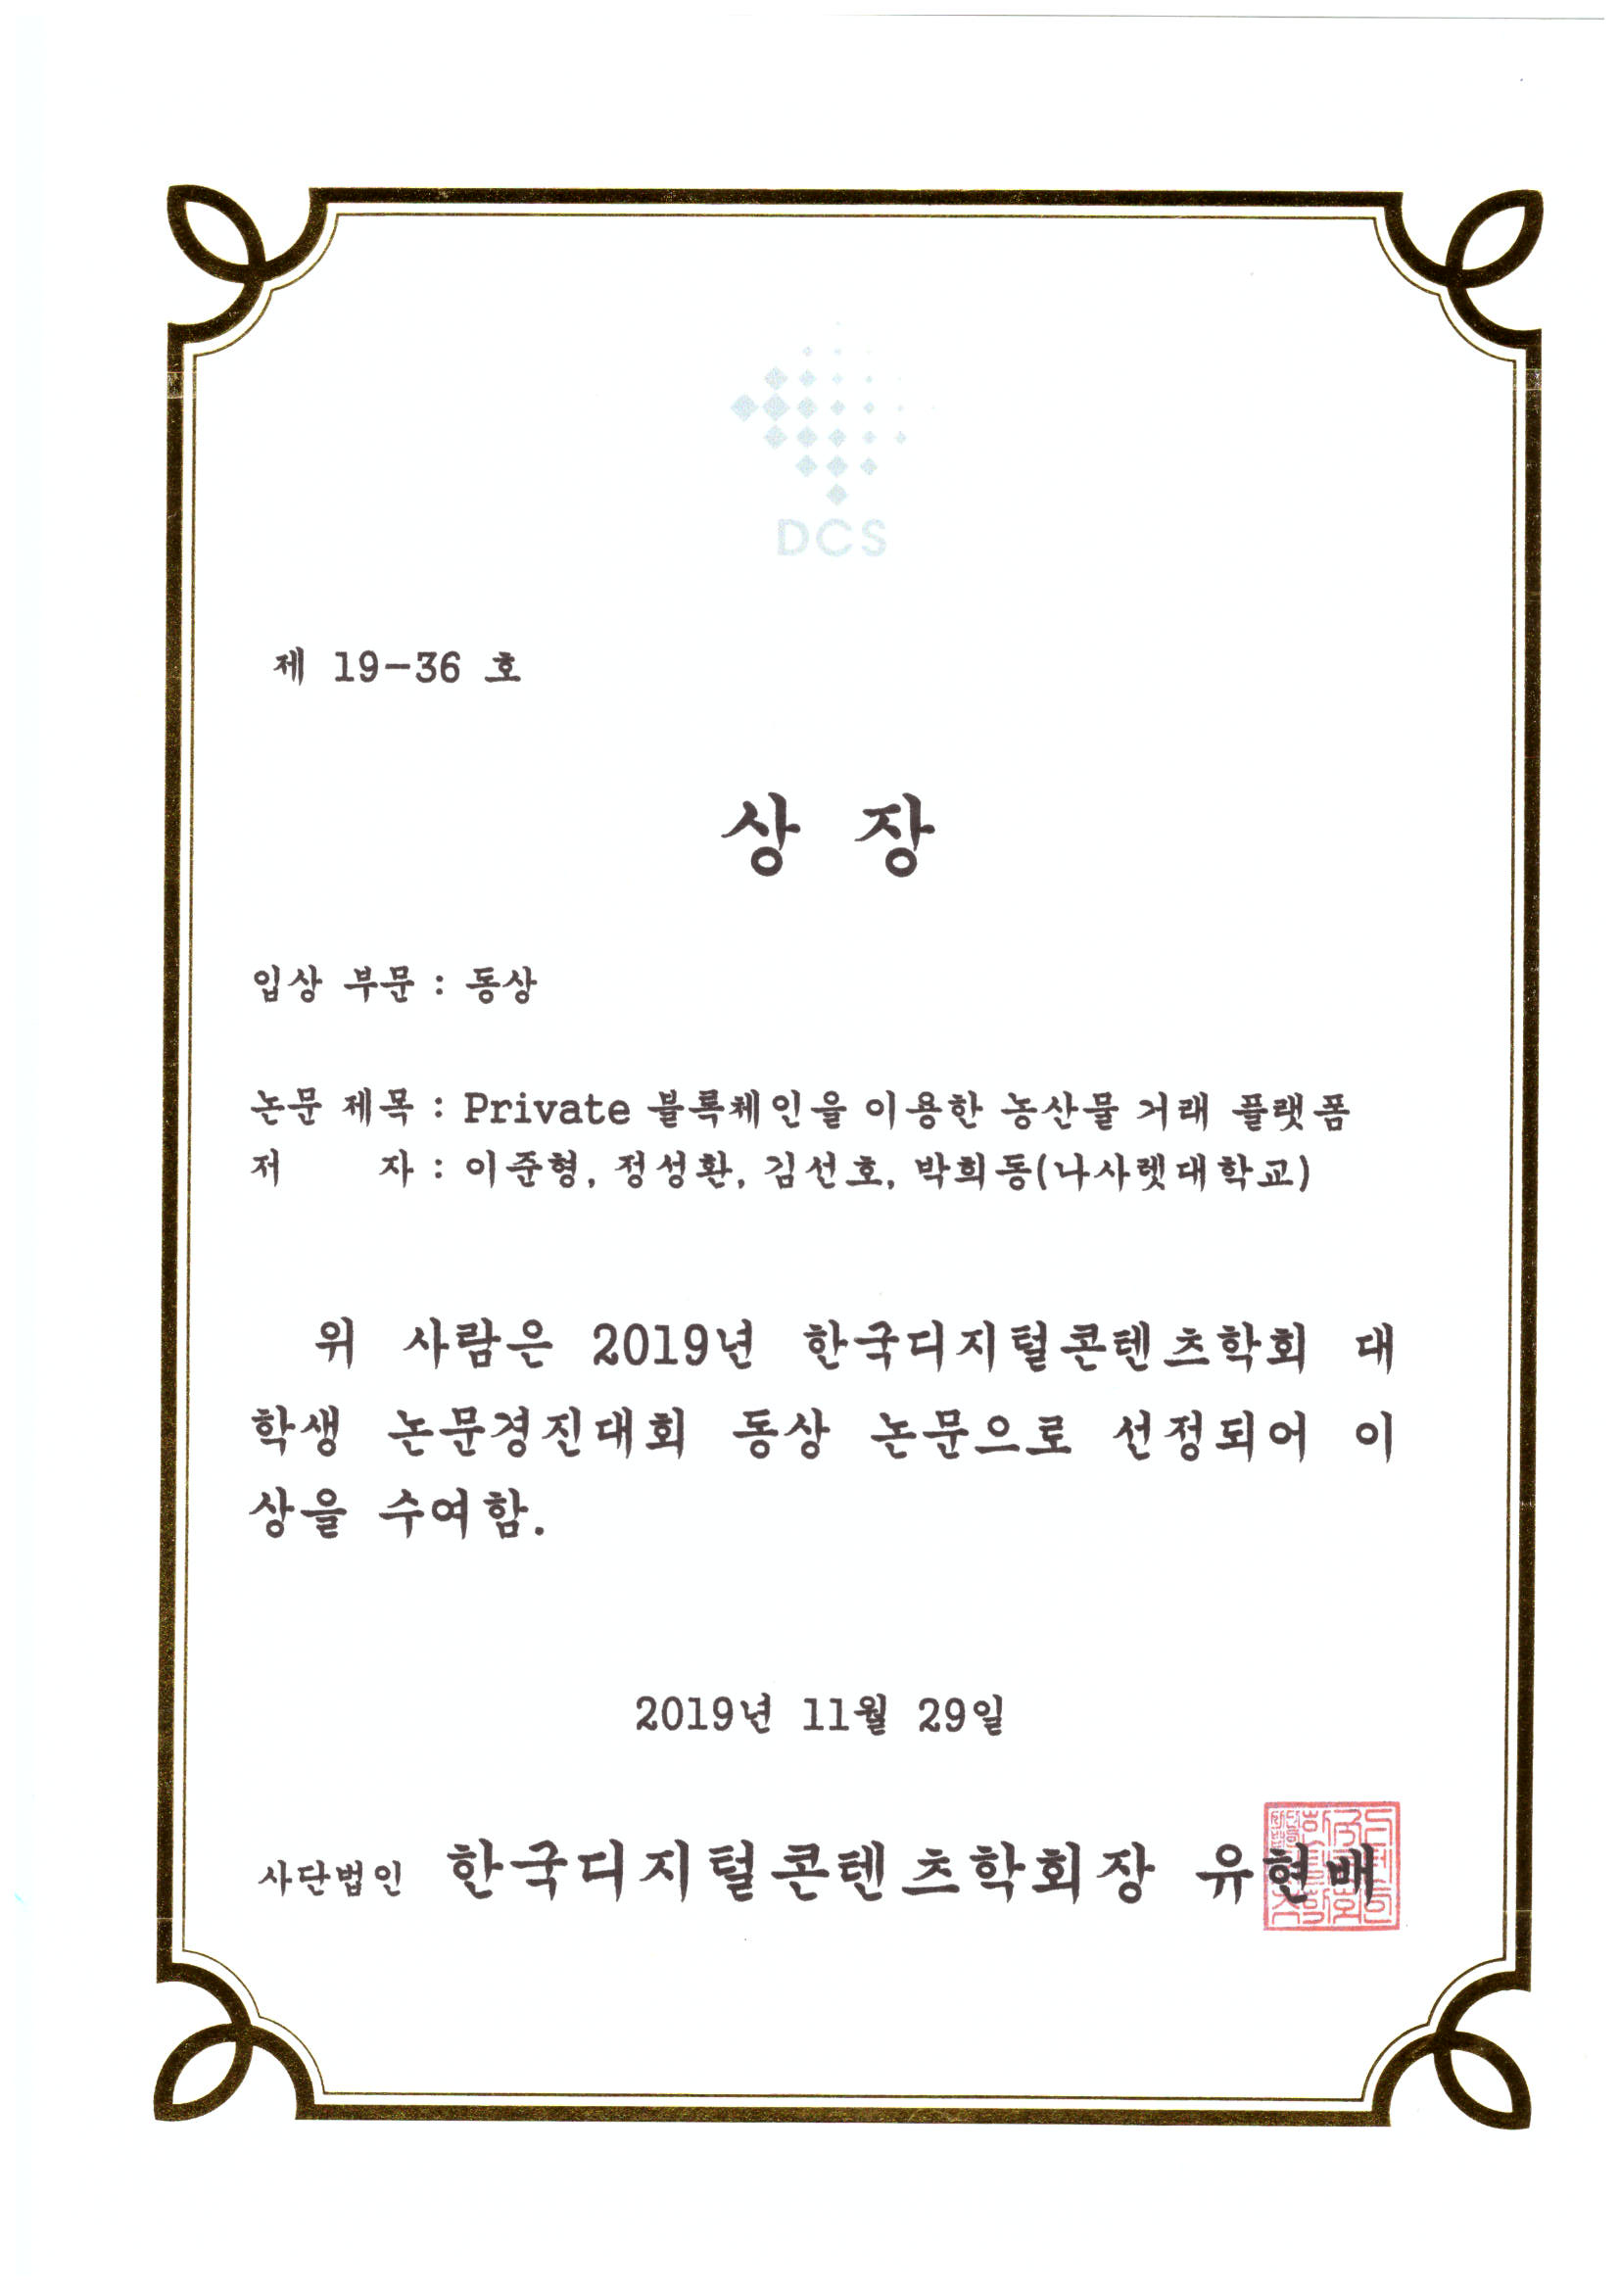 DCS
제 19-36 호
상 장
입상 부문 : 동상
논문 제목 : Private 블록체인을 이용한 농산물 거래 플랫폼
저 자 : 이준형, 정성환, 김선호, 박희동(나사렛대학교)
위 사람은 2019년 한국디지털콘텐츠학회 대
학생 논문경진대회 동상 논문으로 선정되어 이
상을 수여함.
2019년 11월 29일
사단법인 한국디지털콘텐츠학회장 유현배